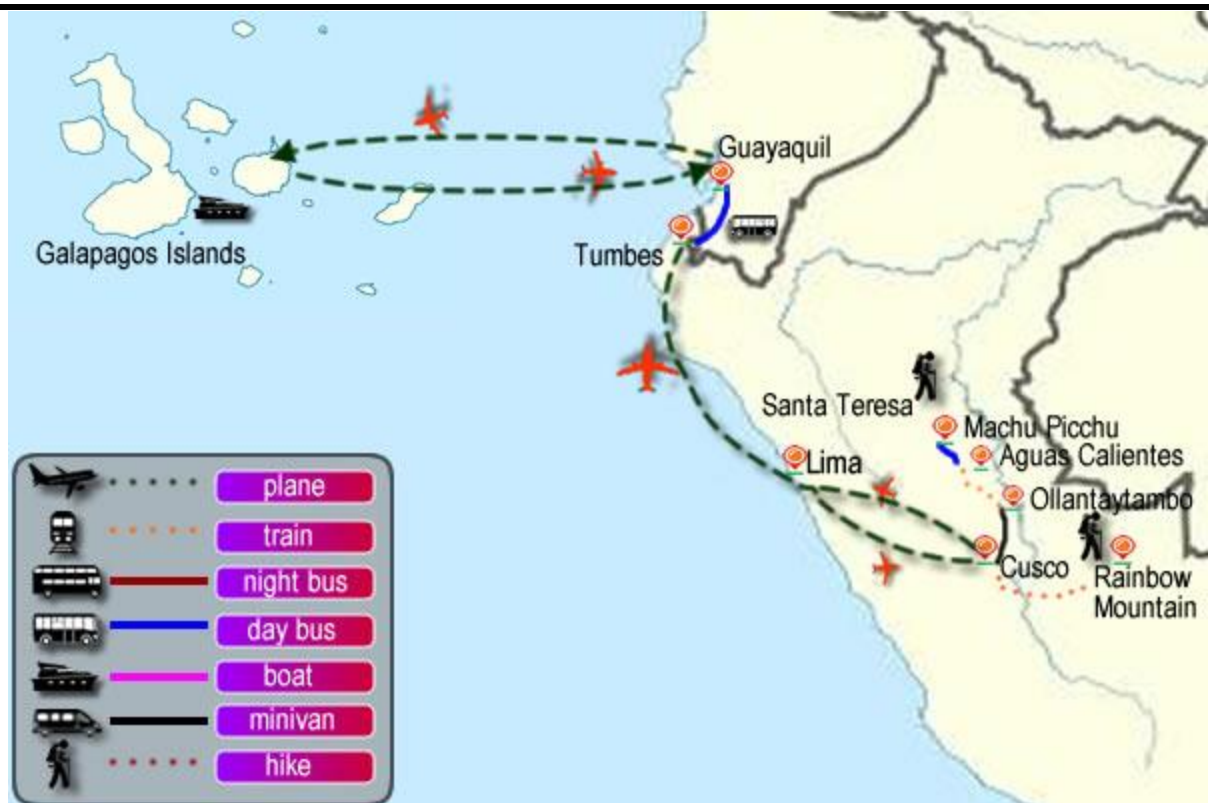 Guayaquil
Galapagos Islands
Tumbes
Santa Teresa
Machu Picchu
Lima
Aguas Calientes
Ollantaytambo
Cusco
Rainbow
Mountain
plane
train
night bus
day bus
boat
minivan
hike